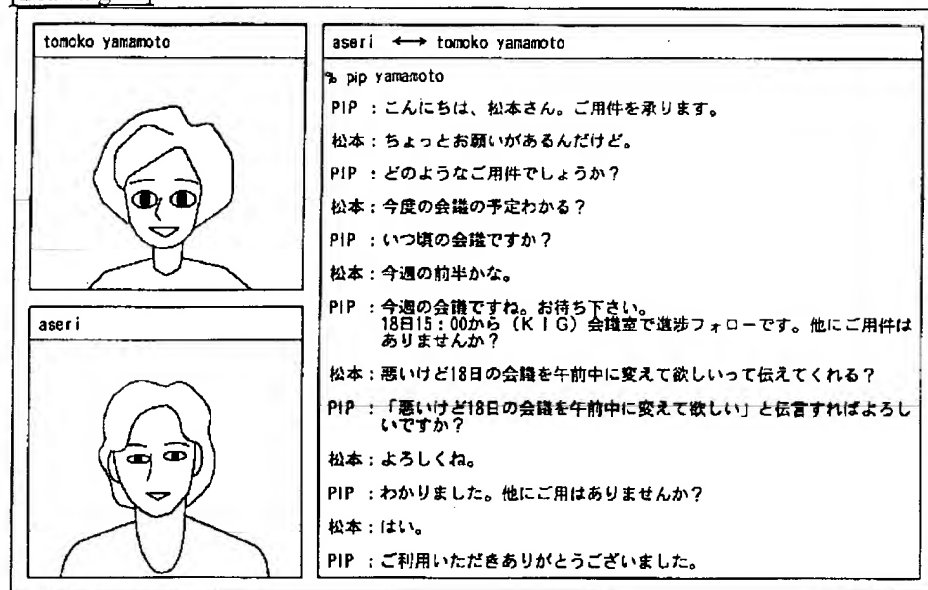 tomoko yamamoto
aseri ⟷ tomoko yamamoto
% pip yamamoto
PIP ：こんにちは、松本さん。ご用件を承ります。
松本：ちょっとお願いがあるんだけど。
PIP ：どのようなご用件でしょうか？
松本：今度の会議の予定わかる？
PIP ：いつ頃の会議ですか？
松本：今週の前半かな。
PIP ：今週の会議ですね。お待ち下さい。
18日15：00から（ＫＩＧ）会議室で進捗フォローです。他にご用件は
ありませんか？
松本：悪いけど18日の会議を午前中に変えて欲しいって伝えてくれる？
PIP ：「悪いけど18日の会議を午前中に変えて欲しい」と伝言すればよろし
いですか？
松本：よろしくね。
PIP ：わかりました。他にご用はありませんか？
松本：はい。
PIP ：ご利用いただきありがとうございました。
aseri